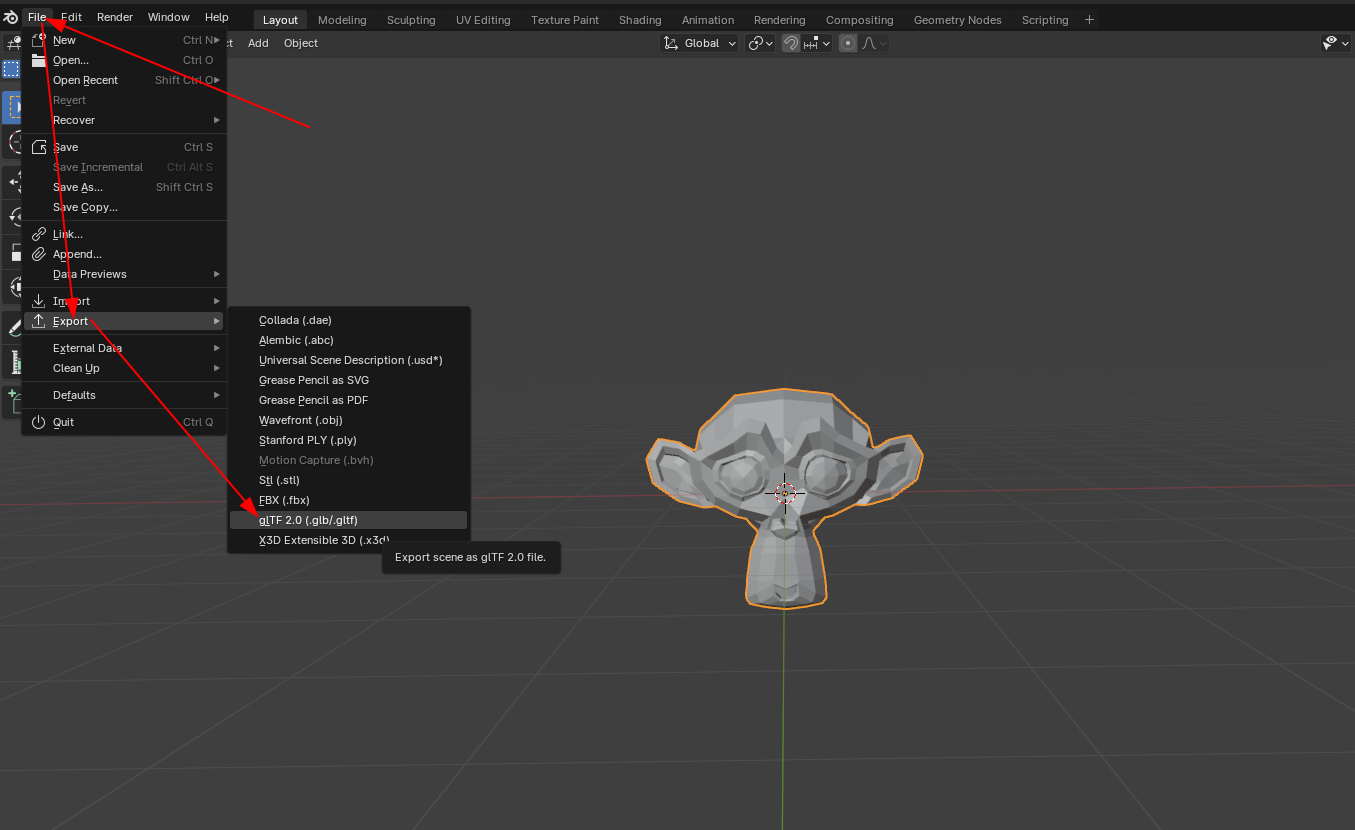 File Edit Render Window Help Layout Modeling Sculpting UV Editing Texture Paint Shading Animation Rendering Compositing Geometry Nodes Scripting +
Add Object Global
New Ctrl N
Open... Ctrl O
Open Recent Shift Ctrl O
Revert
Recover
Save Ctrl S
Save Incremental Ctrl Alt S
Save As... Shift Ctrl S
Save Copy...
Link...
Append...
Data Previews
Import
Export
External Data
Clean Up
Defaults
Quit Ctrl Q
Collada (.dae)
Alembic (.abc)
Universal Scene Description (.usd*)
Grease Pencil as SVG
Grease Pencil as PDF
Wavefront (.obj)
Stanford PLY (.ply)
Motion Capture (.bvh)
Stl (.stl)
FBX (.fbx)
glTF 2.0 (.glb/.gltf)
X3D Extensible 3D (.x3d)
Export scene as glTF 2.0 file.